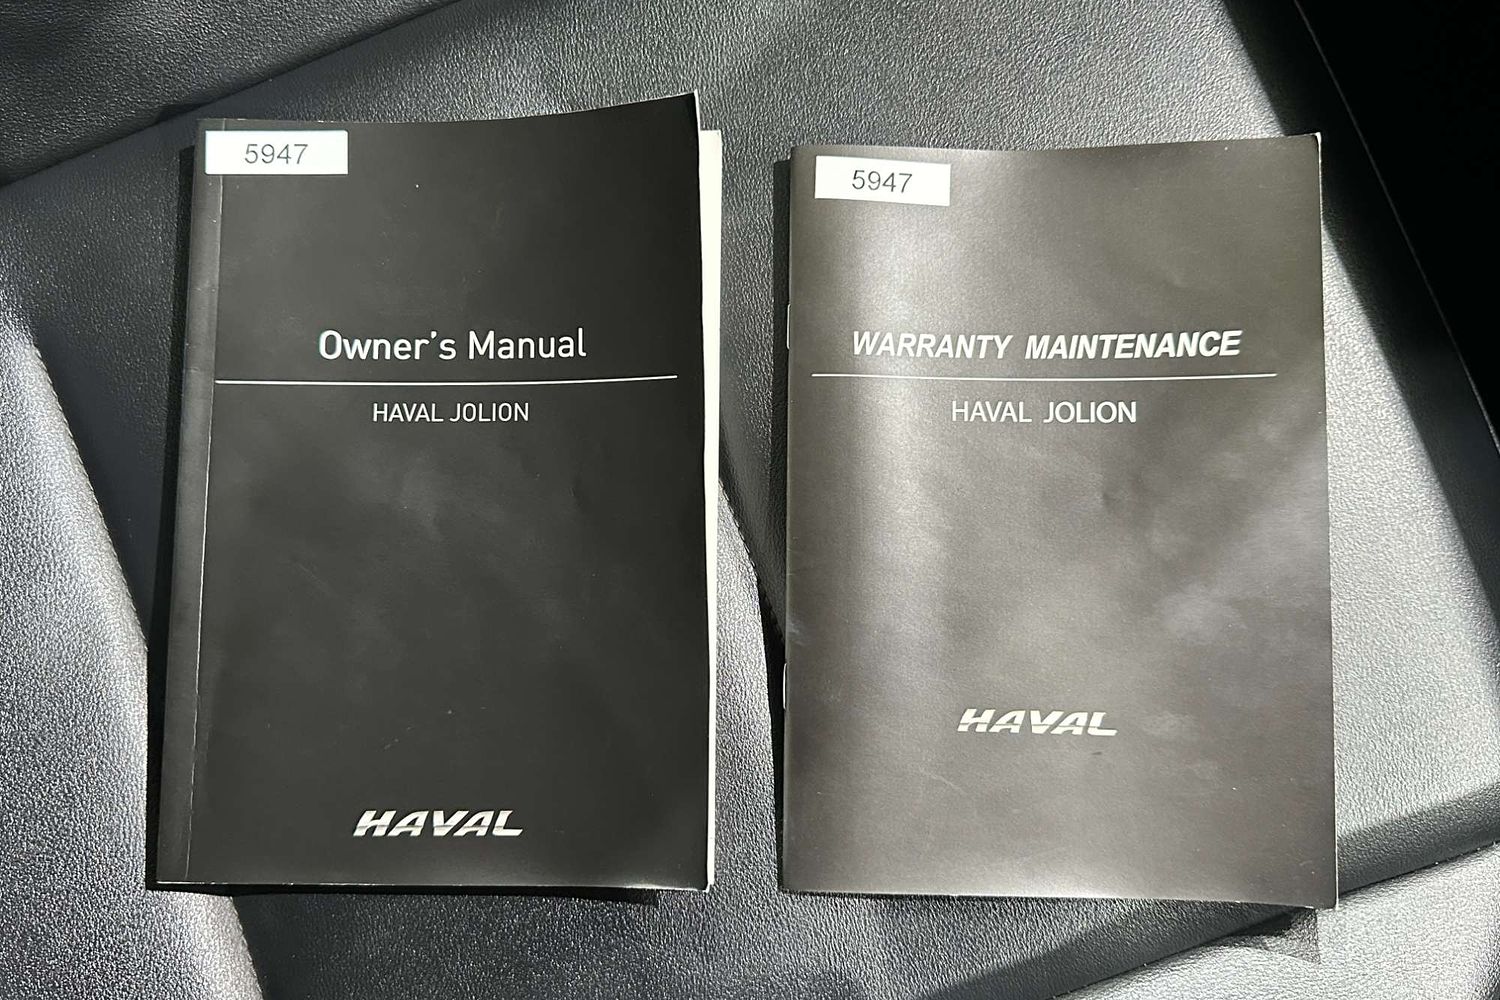 5947
Owner's Manual
HAVAL JOLION
HAVAL
5947
WARRANTY MAINTENANCE
HAVAL JOLION
HAVAL